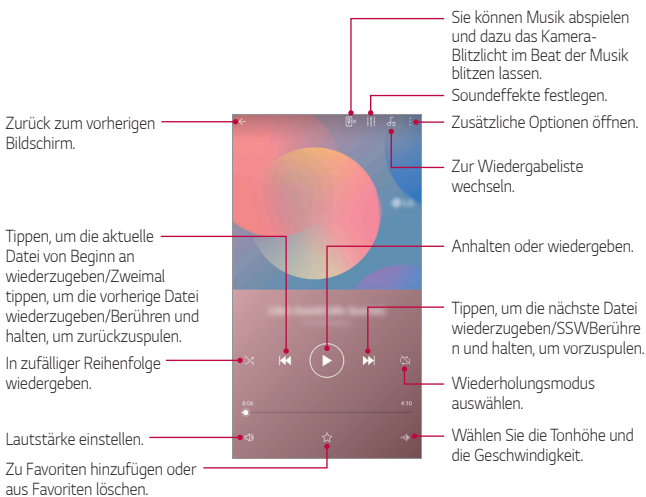 Sie können Musik abspielen
und dazu das Kamera-
Blitzlicht im Beat der Musik
blitzen lassen.
Soundeffekte festlegen.
Zurück zum vorherigen
Bildschirm.
Zusätzliche Optionen öffnen.
Zur Wiedergabeliste
wechseln.
Tippen, um die aktuelle
Datei von Beginn an
wiederzugeben/Zweimal
tippen, um die vorherige Datei
wiederzugeben/Berühren und
halten, um zurückzuspulen.
Anhalten oder wiedergeben.
Tippen, um die nächste Datei
wiedergeben/SSWBerühre
n und halten, um vorzuspulen.
In zufälliger Reihenfolge
wiedergeben.
Wiederholungsmodus
auswählen.
0:05
4:10
Lautstärke einstellen.
Wählen Sie die Tonhöhe und
die Geschwindigkeit.
Zu Favoriten hinzufügen oder
aus Favoriten löschen.